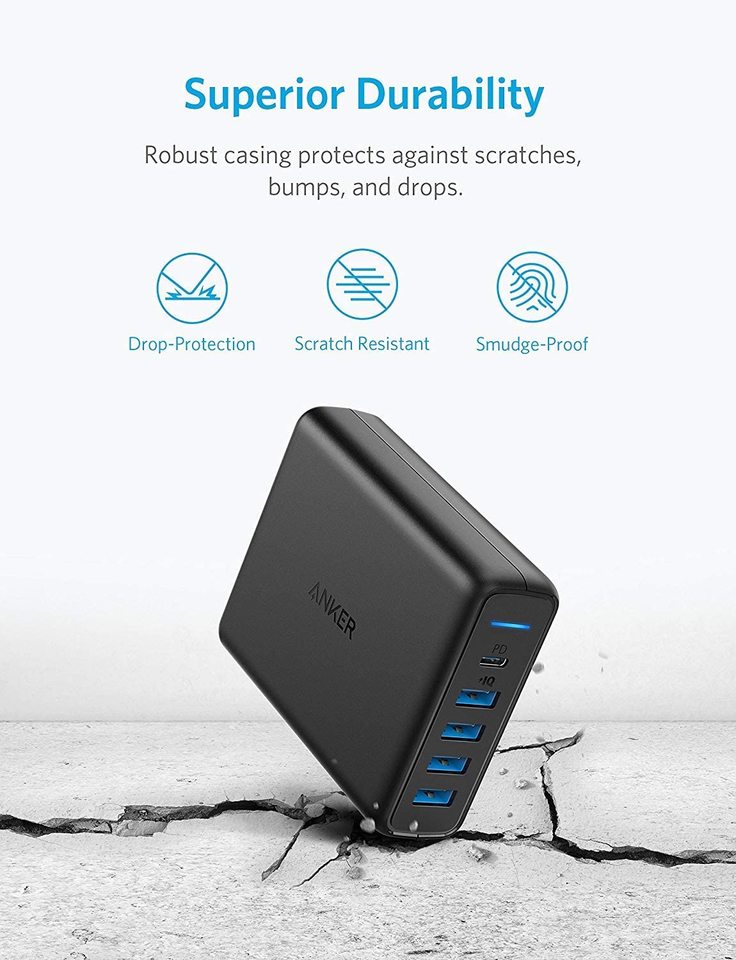 Superior Durability
Robust casing protects against scratches,
bumps, and drops.
Drop-Protection
Scratch Resistant
Smudge-Proof
ANKER
PD
IQ